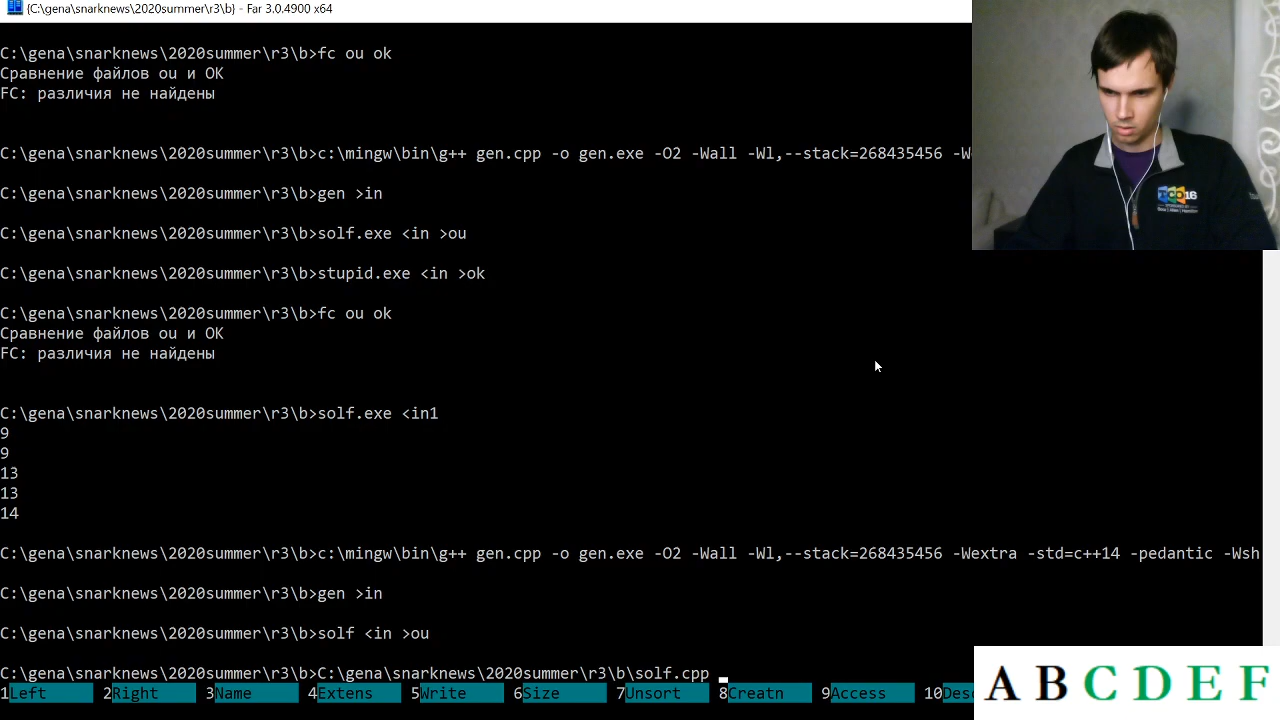 {C:\gena\snarknews\2020summer\r3\b} - Far 3.0.4900 x64
C:\gena\snarknews\2020summer\r3\b>fc ou ok
Сравнение файлов ou и OK
FC: различия не найдены
C:\gena\snarknews\2020summer\r3\b>c:\mingw\bin\g++ gen.cpp -o gen.exe -O2 -Wall -Wl,--stack=268435456
C:\gena\snarknews\2020summer\r3\b>gen >in
C:\gena\snarknews\2020summer\r3\b>solf.exe <in >ou
C:\gena\snarknews\2020summer\r3\b>stupid.exe <in >ok
C:\gena\snarknews\2020summer\r3\b>fc ou ok
Сравнение файлов ou и OK
FC: различия не найдены
C:\gena\snarknews\2020summer\r3\b>solf.exe <in1
9
9
13
13
14
C:\gena\snarknews\2020summer\r3\b>c:\mingw\bin\g++ gen.cpp -o gen.exe -O2 -Wall -Wl,--stack=268435456 -Wextra -std=c++14 -pedantic -Wsh
C:\gena\snarknews\2020summer\r3\b>gen >in
C:\gena\snarknews\2020summer\r3\b>solf <in >ou
C:\gena\snarknews\2020summer\r3\b>C:\gena\snarknews\2020summer\r3\b\solf.cpp
1Left 2Right 3Name 4Extens 5Write 6Size 7Unsort 8Creatn 9Access 10Des
TCO16
A B C D E F